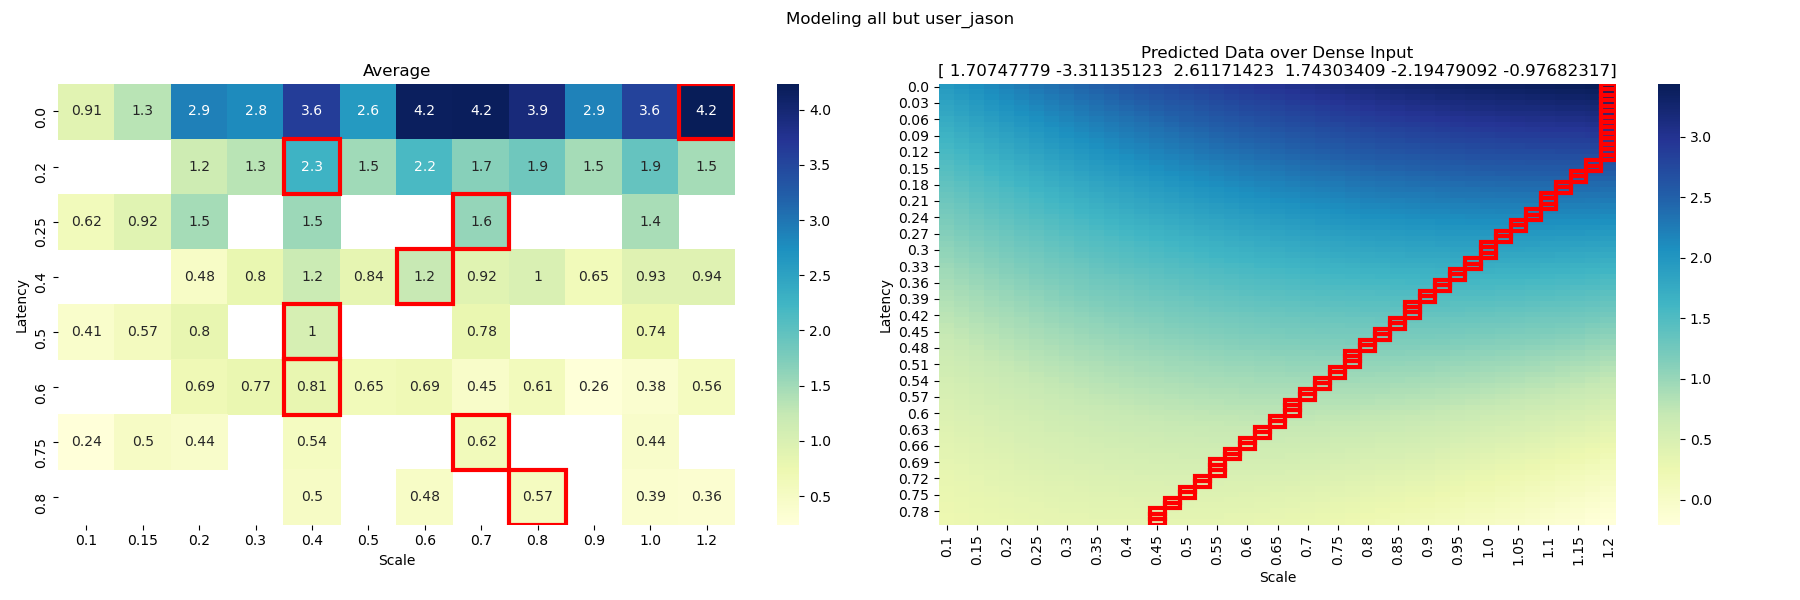 Modeling all but user_jason
Average
0.0 0.91 1.3 2.9 2.8 3.6 2.6 4.2 4.2 3.9 2.9 3.6 4.2
0.2 1.2 1.3 2.3 1.5 2.2 1.7 1.9 1.5 1.9 1.5
0.25 0.62 0.92 1.5 1.5 1.6 1.4
0.4 0.48 0.8 1.2 0.84 1.2 0.92 1 0.65 0.93 0.94
0.5 0.41 0.57 0.8 1 0.78 0.74
0.6 0.69 0.77 0.81 0.65 0.69 0.45 0.61 0.26 0.38 0.56
0.75 0.24 0.5 0.44 0.54 0.62 0.44
0.8 0.5 0.48 0.57 0.39 0.36
0.1 0.15 0.2 0.3 0.4 0.5 0.6 0.7 0.8 0.9 1.0 1.2
Scale
Latency
4.0
3.5
3.0
2.5
2.0
1.5
1.0
0.5
Predicted Data over Dense Input
[ 1.70747779 -3.31135123 2.61171423 1.74303409 -2.19479092 -0.97682317]
0.0
0.03
0.06
0.09
0.12
0.15
0.18
0.21
0.24
0.27
0.3
0.33
0.36
0.39
0.42
0.45
0.48
0.51
0.54
0.57
0.6
0.63
0.66
0.69
0.72
0.75
0.78
Latency
0.1 0.15 0.2 0.25 0.3 0.35 0.4 0.45 0.5 0.55 0.6 0.65 0.7 0.75 0.8 0.85 0.9 0.95 1.0 1.05 1.1 1.15 1.2
Scale
3.0
2.5
2.0
1.5
1.0
0.5
0.0